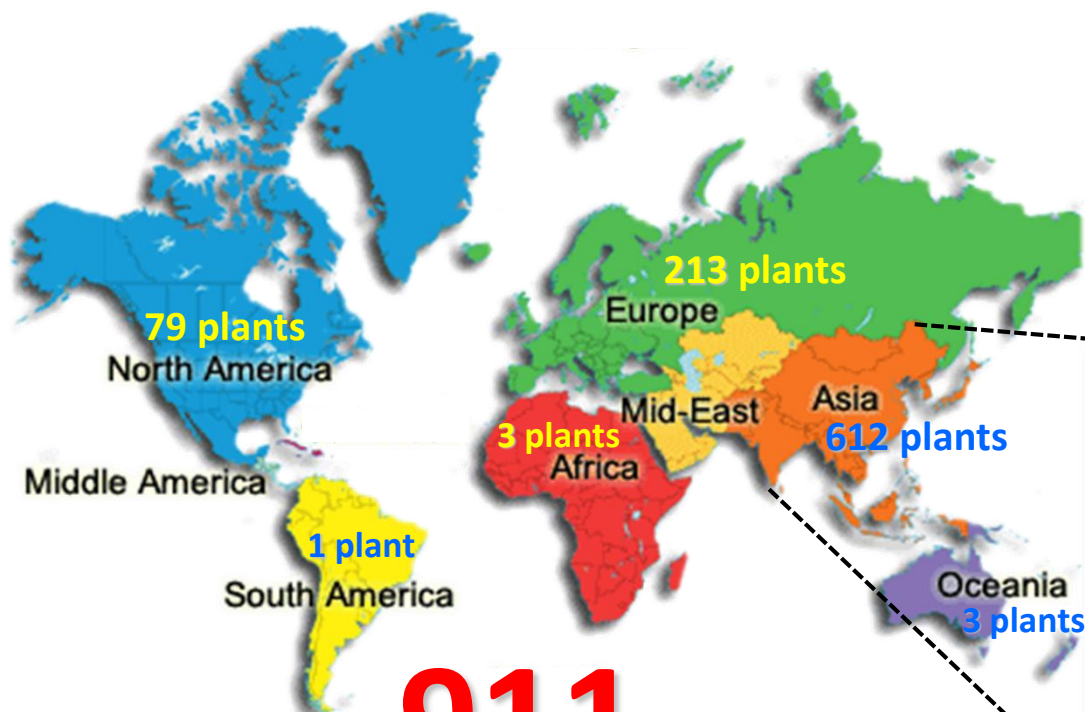 213 plants
Europe
79 plants
North America
Asia
Mid-East
612 plants
3 plants
Africa
Middle America
1 plant
South America
Oceania
3 plants
911